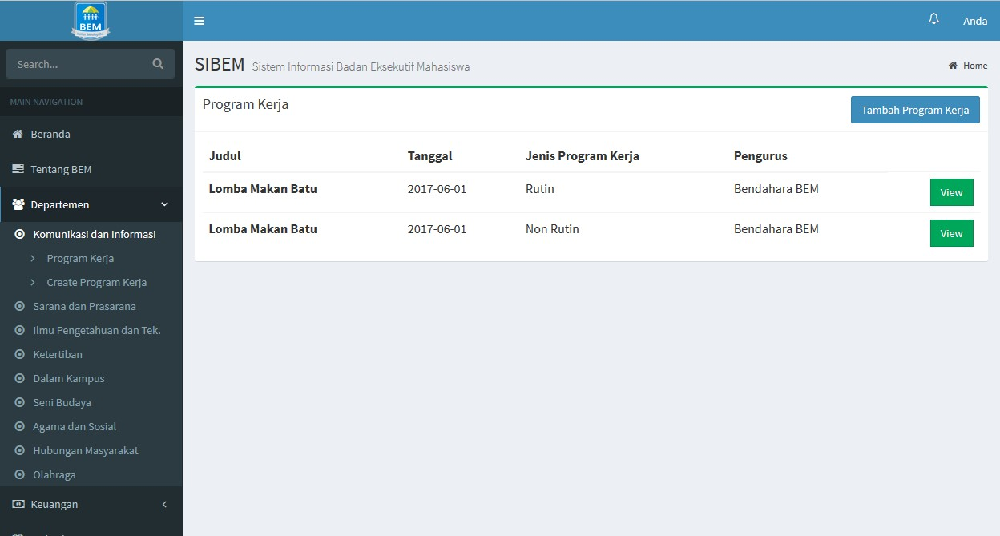 BEM
Anda
Search...
SIBEM Sistem Informasi Badan Eksekutif Mahasiswa
Home
MAIN NAVIGATION
Beranda
Tentang BEM
Departemen
Komunikasi dan Informasi
Program Kerja
Create Program Kerja
Sarana dan Prasarana
Ilmu Pengetahuan dan Tek.
Ketertiban
Dalam Kampus
Seni Budaya
Agama dan Sosial
Hubungan Masyarakat
Olahraga
Keuangan
Program Kerja
Tambah Program Kerja
Judul Tanggal Jenis Program Kerja Pengurus
Lomba Makan Batu 2017-06-01 Rutin Bendahara BEM View
Lomba Makan Batu 2017-06-01 Non Rutin Bendahara BEM View